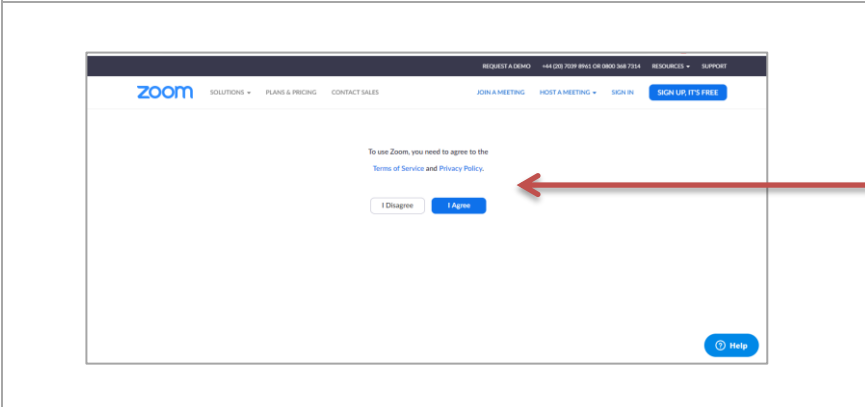 REQUEST A DEMO +44 (20) 7039 8961 OR 0800 368 7314 RESOURCES SUPPORT
zoom SOLUTIONS PLANS & PRICING CONTACT SALES JOIN A MEETING HOST A MEETING SIGN IN SIGN UP, IT'S FREE
To use Zoom, you need to agree to the
Terms of Service and Privacy Policy.
I Disagree I Agree
Help